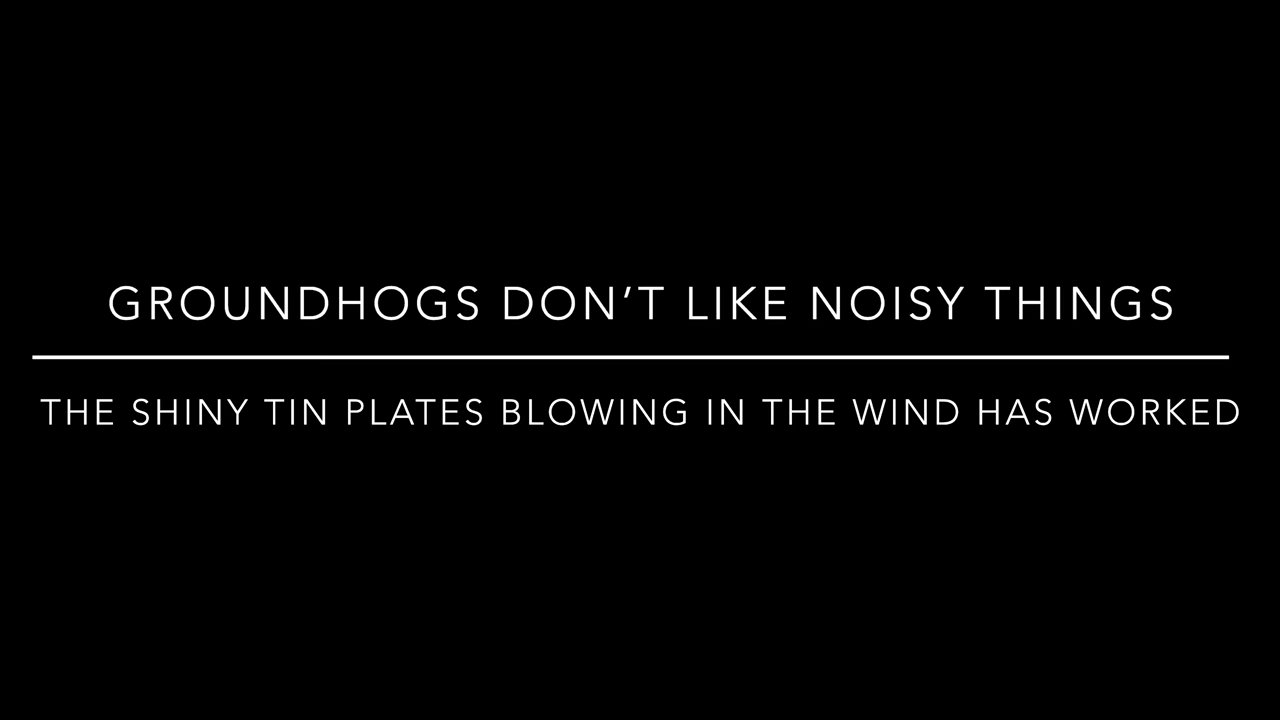 GROUNDHOGS DON’T LIKE NOISY THINGS
THE SHINY TIN PLATES BLOWING IN THE WIND HAS WORKED